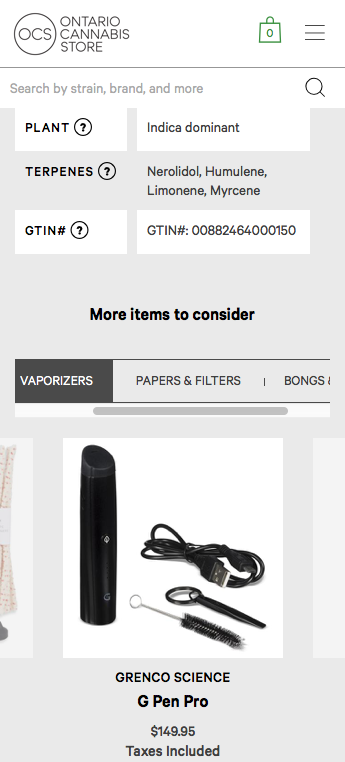 OCS
ONTARIO
CANNABIS
STORE
0
Search by strain, brand, and more
PLANT ?
Indica dominant
TERPENES ?
Nerolidol, Humulene,
Limonene, Myrcene
GTIN# ?
GTIN#: 00882464000150
More items to consider
VAPORIZERS
PAPERS & FILTERS
BONGS &
GRENCO SCIENCE
G Pen Pro
$149.95
Taxes Included